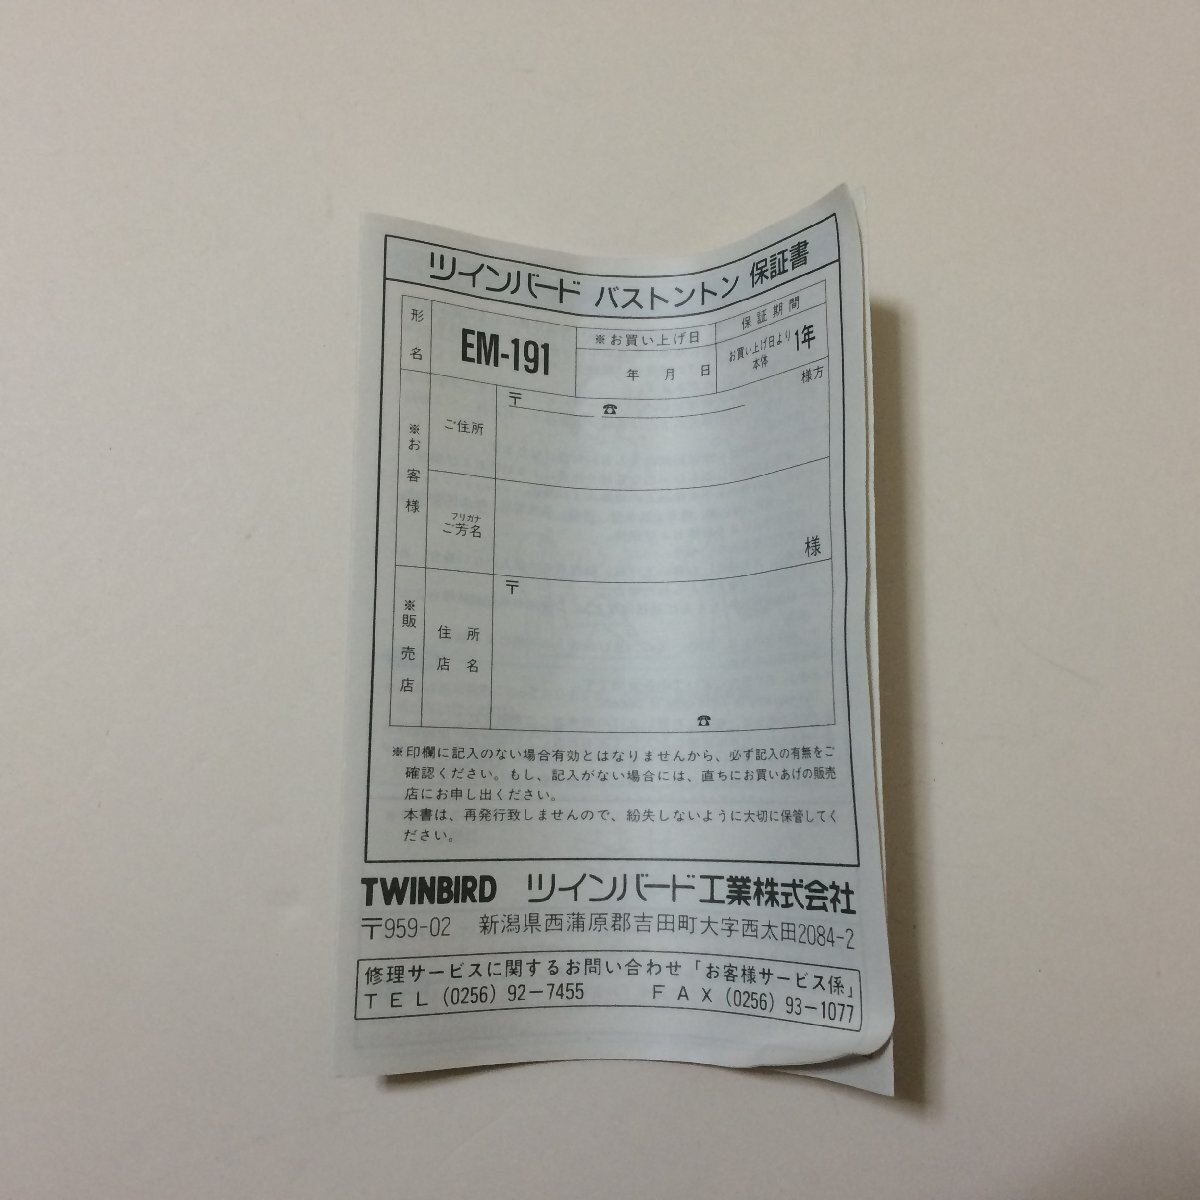 ツインバード バストントン 保証書
形名
EM-191
※お買い上げ日
年 月 日
保証期間
お買い上げ日より
本体
1年
※お客様
ご住所
〒 ☎
様方
フリガナ
ご芳名
様
※販売店
住所
店名
〒
☎
※印欄に記入のない場合有効とはなりませんから、必ず記入の有無をご
確認ください。もし、記入がない場合には、直ちにお買いあげの販売
店にお申し出ください。
本書は、再発行致しませんので、紛失しないように大切に保管してく
ださい。
TWINBIRD ツインバード工業株式会社
〒959-02 新潟県西蒲原郡吉田町大字西太田2084-2
修理サービスに関するお問い合わせ「お客様サービス係」
TEL(0256)92-7455 FAX(0256)93-1077